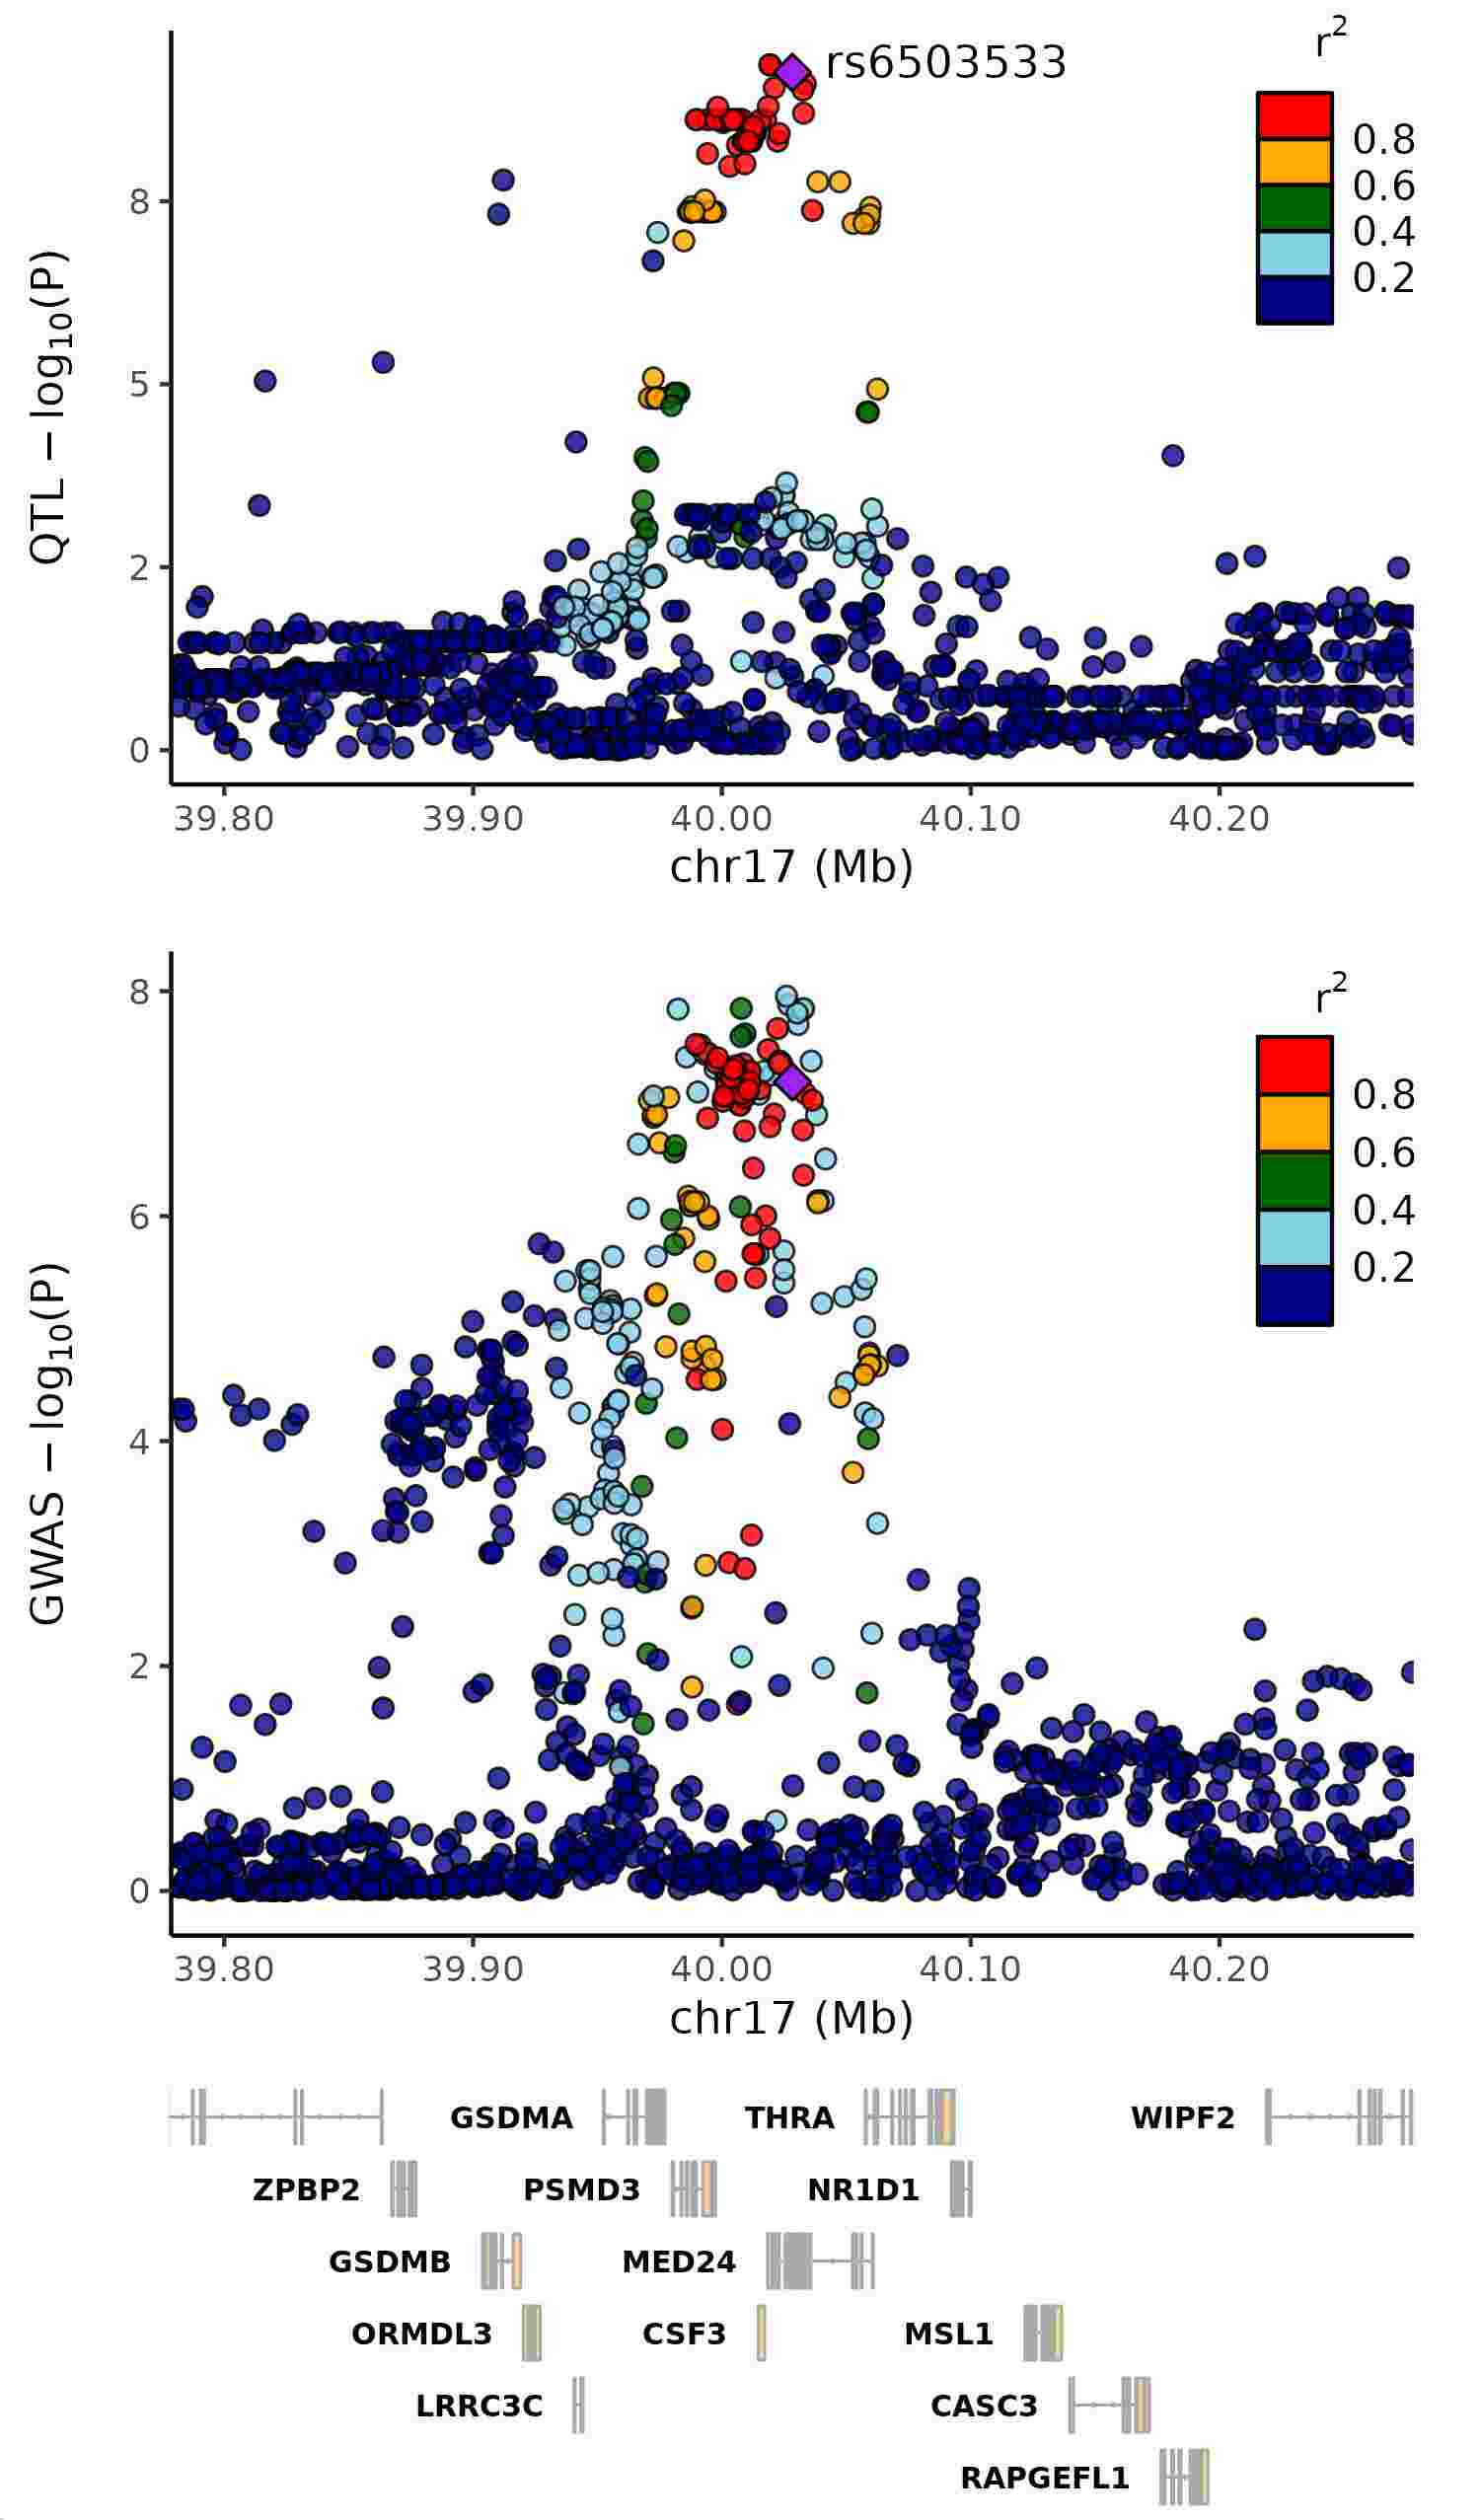 r²
rs6503533
0.8
0.6
0.4
0.2
8
5
2
0
QTL −log₁₀(P)
39.80 39.90 40.00 40.10 40.20
chr17 (Mb)
r²
0.8
0.6
0.4
0.2
8
6
4
2
0
GWAS −log₁₀(P)
39.80 39.90 40.00 40.10 40.20
chr17 (Mb)
GSDMA THRA WIPF2
ZPBP2 PSMD3 NR1D1
GSDMB MED24
ORMDL3 CSF3 MSL1
LRRC3C CASC3
RAPGEFL1